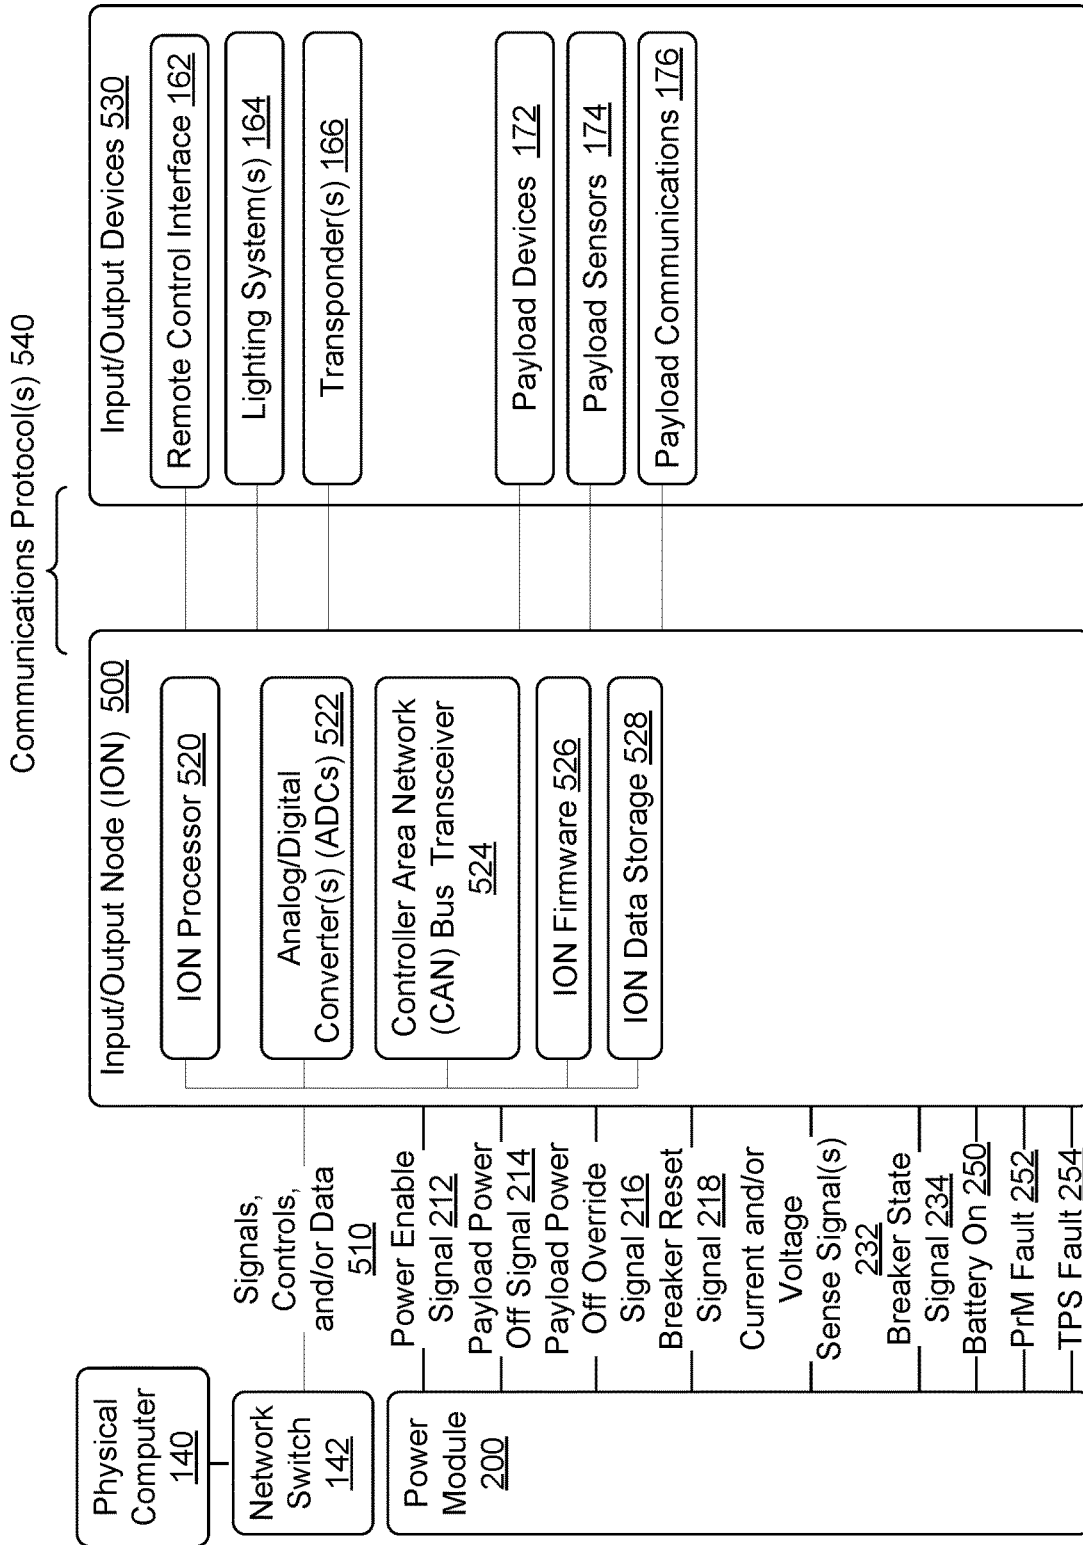 Physical
Computer
140
Network
Switch
142
Power
Module
200
Signals,
Controls,
and/or Data
510
Power Enable
Signal 212
Payload Power
Off Signal 214
Payload Power
Off Override
Signal 216
Breaker Reset
Signal 218
Current and/or
Voltage
Sense Signal(s)
232
Breaker State
Signal 234
Battery On 250
PrM Fault 252
TPS Fault 254
Input/Output Node (ION) 500
ION Processor 520
Analog/Digital
Converter(s) (ADCs) 522
Controller Area Network
(CAN) Bus Transceiver
524
ION Firmware 526
ION Data Storage 528
Communications Protocol(s) 540
Input/Output Devices 530
Remote Control Interface 162
Lighting System(s) 164
Transponder(s) 166
Payload Devices 172
Payload Sensors 174
Payload Communications 176